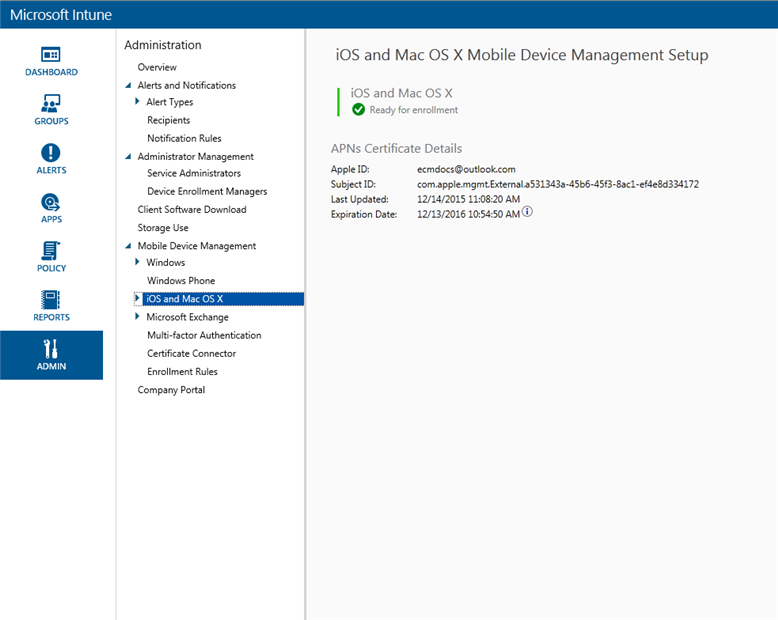 Microsoft Intune
DASHBOARD
GROUPS
ALERTS
APPS
POLICY
REPORTS
ADMIN
Administration
Overview
Alerts and Notifications
Alert Types
Recipients
Notification Rules
Administrator Management
Service Administrators
Device Enrollment Managers
Client Software Download
Storage Use
Mobile Device Management
Windows
Windows Phone
iOS and Mac OS X
Microsoft Exchange
Multi-factor Authentication
Certificate Connector
Enrollment Rules
Company Portal
iOS and Mac OS X Mobile Device Management Setup
iOS and Mac OS X
Ready for enrollment
APNs Certificate Details
Apple ID: ecmdocs@outlook.com
Subject ID: com.apple.mgmt.External.a531343a-45b6-45f3-8ac1-ef4e8d334172
Last Updated: 12/14/2015 11:08:20 AM
Expiration Date: 12/13/2016 10:54:50 AM